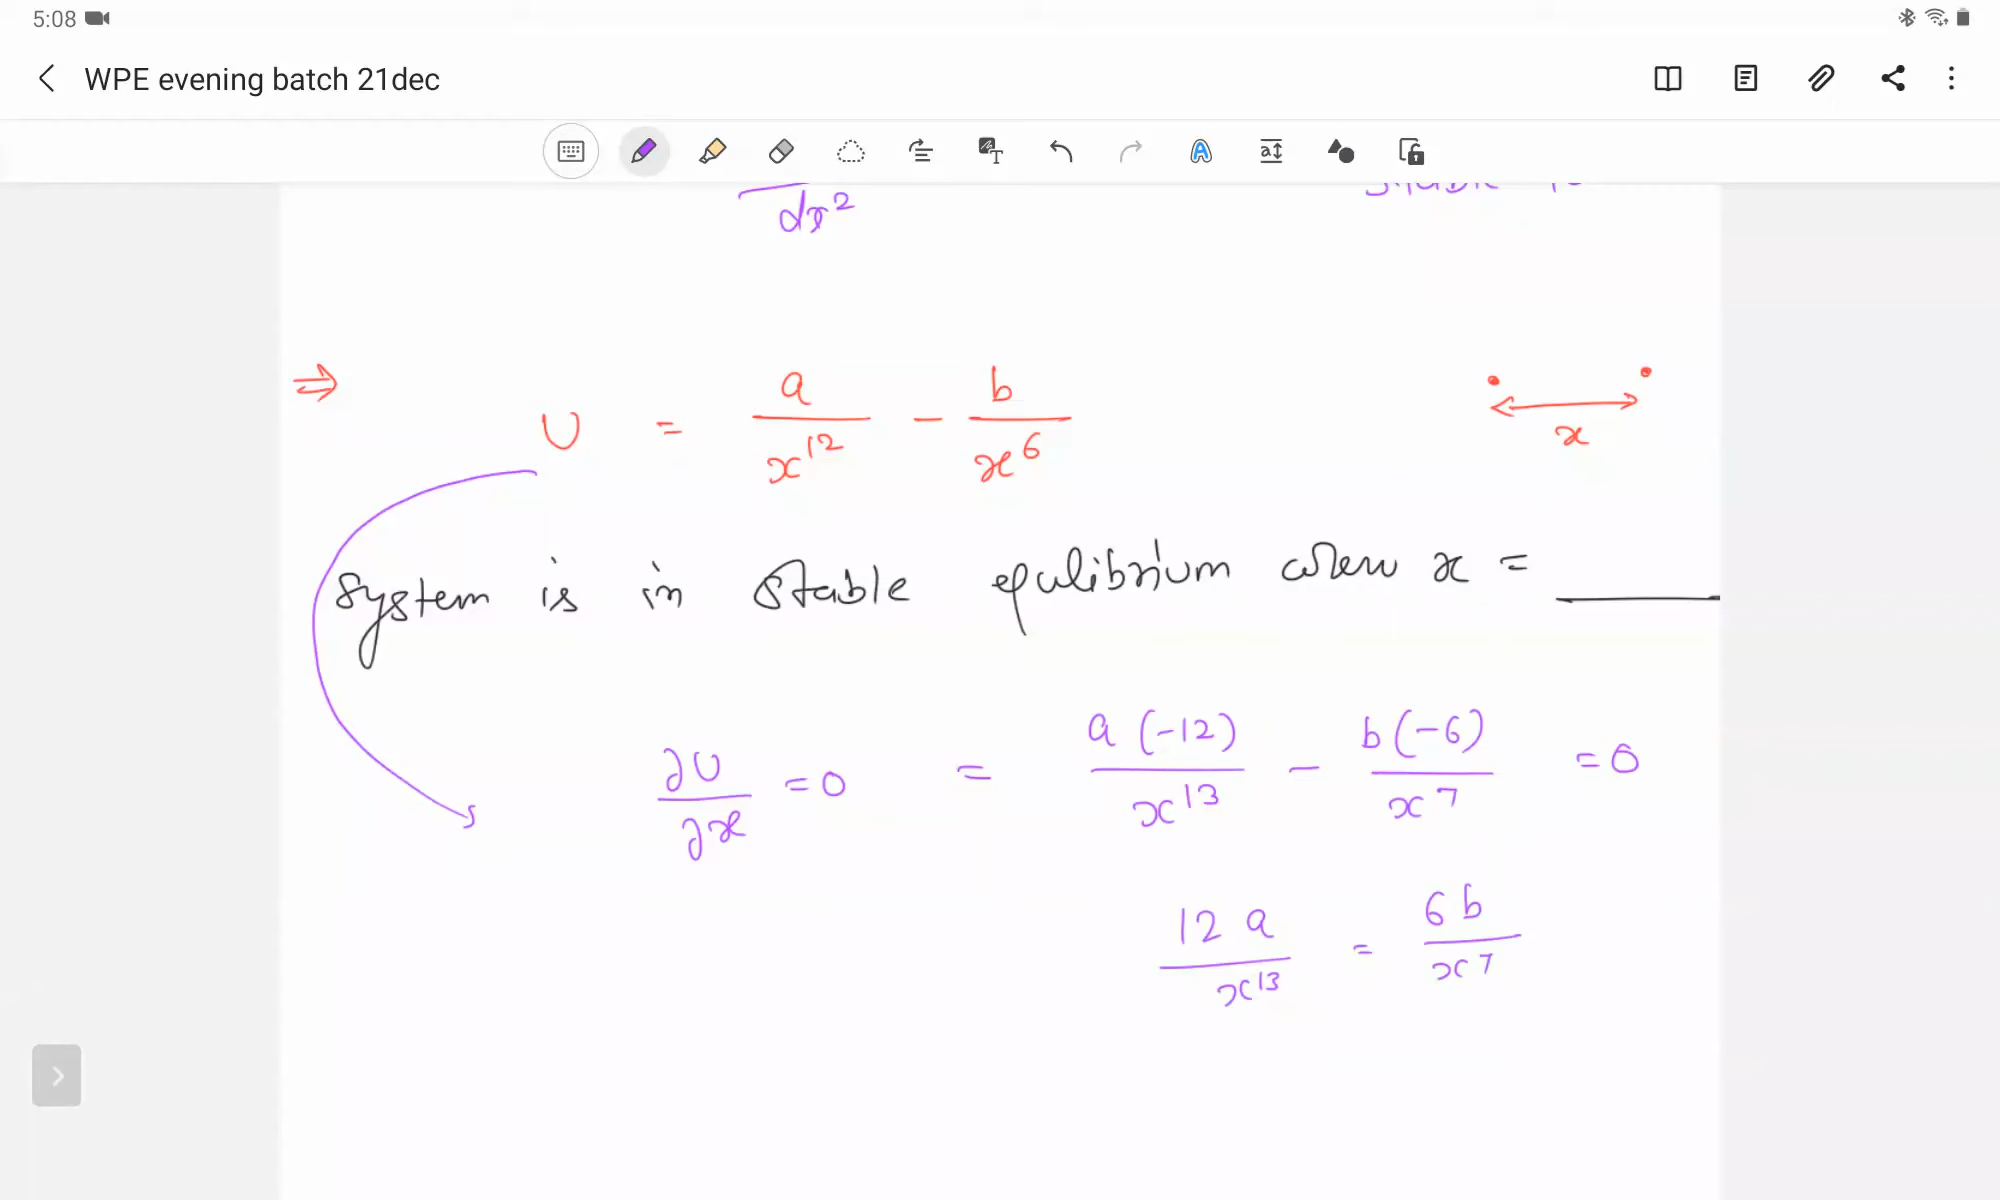 5:08
WPE evening batch 21dec
dx²
⇒ U = a/x¹² - b/x⁶
x
System is in stable equlibrium when x = ____
∂U/∂x = 0 = a(-12)/x¹³ - b(-6)/x⁷ = 0
12a/x¹³ = 6b/x⁷